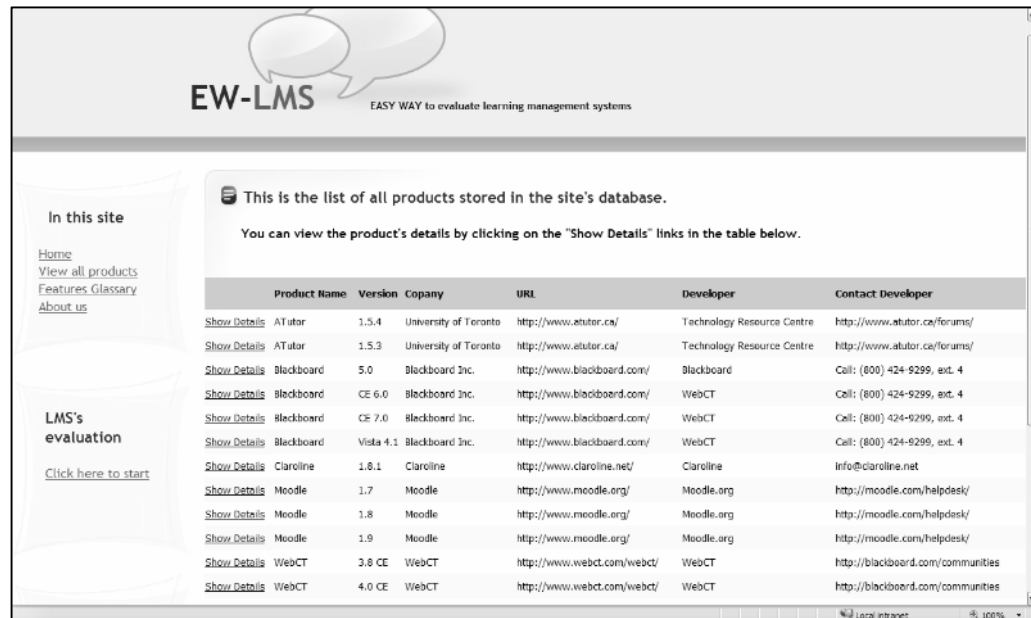 EW-LMS
EASY WAY to evaluate learning management systems
In this site
Home
View all products
Features Glassary
About us
LMS's
evaluation
Click here to start
This is the list of all products stored in the site's database.
You can view the product's details by clicking on the "Show Details" links in the table below.
Product Name Version Copany URL Developer Contact Developer
Show Details ATutor 1.5.4 University of Toronto http://www.atutor.ca/ Technology Resource Centre http://www.atutor.ca/forums/
Show Details ATutor 1.5.3 University of Toronto http://www.atutor.ca/ Technology Resource Centre http://www.atutor.ca/forums/
Show Details Blackboard 5.0 Blackboard Inc. http://www.blackboard.com/ Blackboard Call: (800) 424-9299, ext. 4
Show Details Blackboard CE 6.0 Blackboard Inc. http://www.blackboard.com/ WebCT Call: (800) 424-9299, ext. 4
Show Details Blackboard CE 7.0 Blackboard Inc. http://www.blackboard.com/ WebCT Call: (800) 424-9299, ext. 4
Show Details Blackboard Vista 4.1 Blackboard Inc. http://www.blackboard.com/ WebCT Call: (800) 424-9299, ext. 4
Show Details Claroline 1.8.1 Claroline http://www.claroline.net/ Claroline info@claroline.net
Show Details Moodle 1.7 Moodle http://www.moodle.org/ Moodle.org http://moodle.com/helpdesk/
Show Details Moodle 1.8 Moodle http://www.moodle.org/ Moodle.org http://moodle.com/helpdesk/
Show Details Moodle 1.9 Moodle http://www.moodle.org/ Moodle.org http://moodle.com/helpdesk/
Show Details WebCT 3.8 CE WebCT http://www.webct.com/webct/ WebCT http://blackboard.com/communities
Show Details WebCT 4.0 CE WebCT http://www.webct.com/webct/ WebCT http://blackboard.com/communities
Local intranet 100%